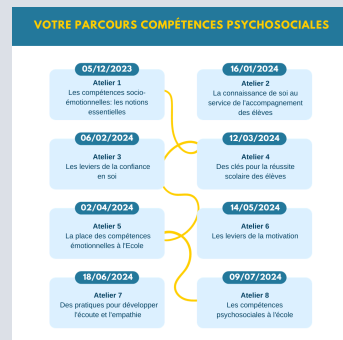 VOTRE PARCOURS COMPÉTENCES PSYCHOSOCIALES
05/12/2023
Atelier 1
Les compétences socio-
émotionnelles: les notions
essentielles
16/01/2024
Atelier 2
La connaissance de soi au
service de l'accompagnement
des élèves
06/02/2024
Atelier 3
Les leviers de la confiance
en soi
12/03/2024
Atelier 4
Des clés pour la réussite
scolaire des élèves
02/04/2024
Atelier 5
La place des compétences
émotionnelles à l'Ecole
14/05/2024
Atelier 6
Les leviers de la motivation
18/06/2024
Atelier 7
Des pratiques pour développer
l'écoute et l'empathie
09/07/2024
Atelier 8
Les compétences
psychosociales à l'école